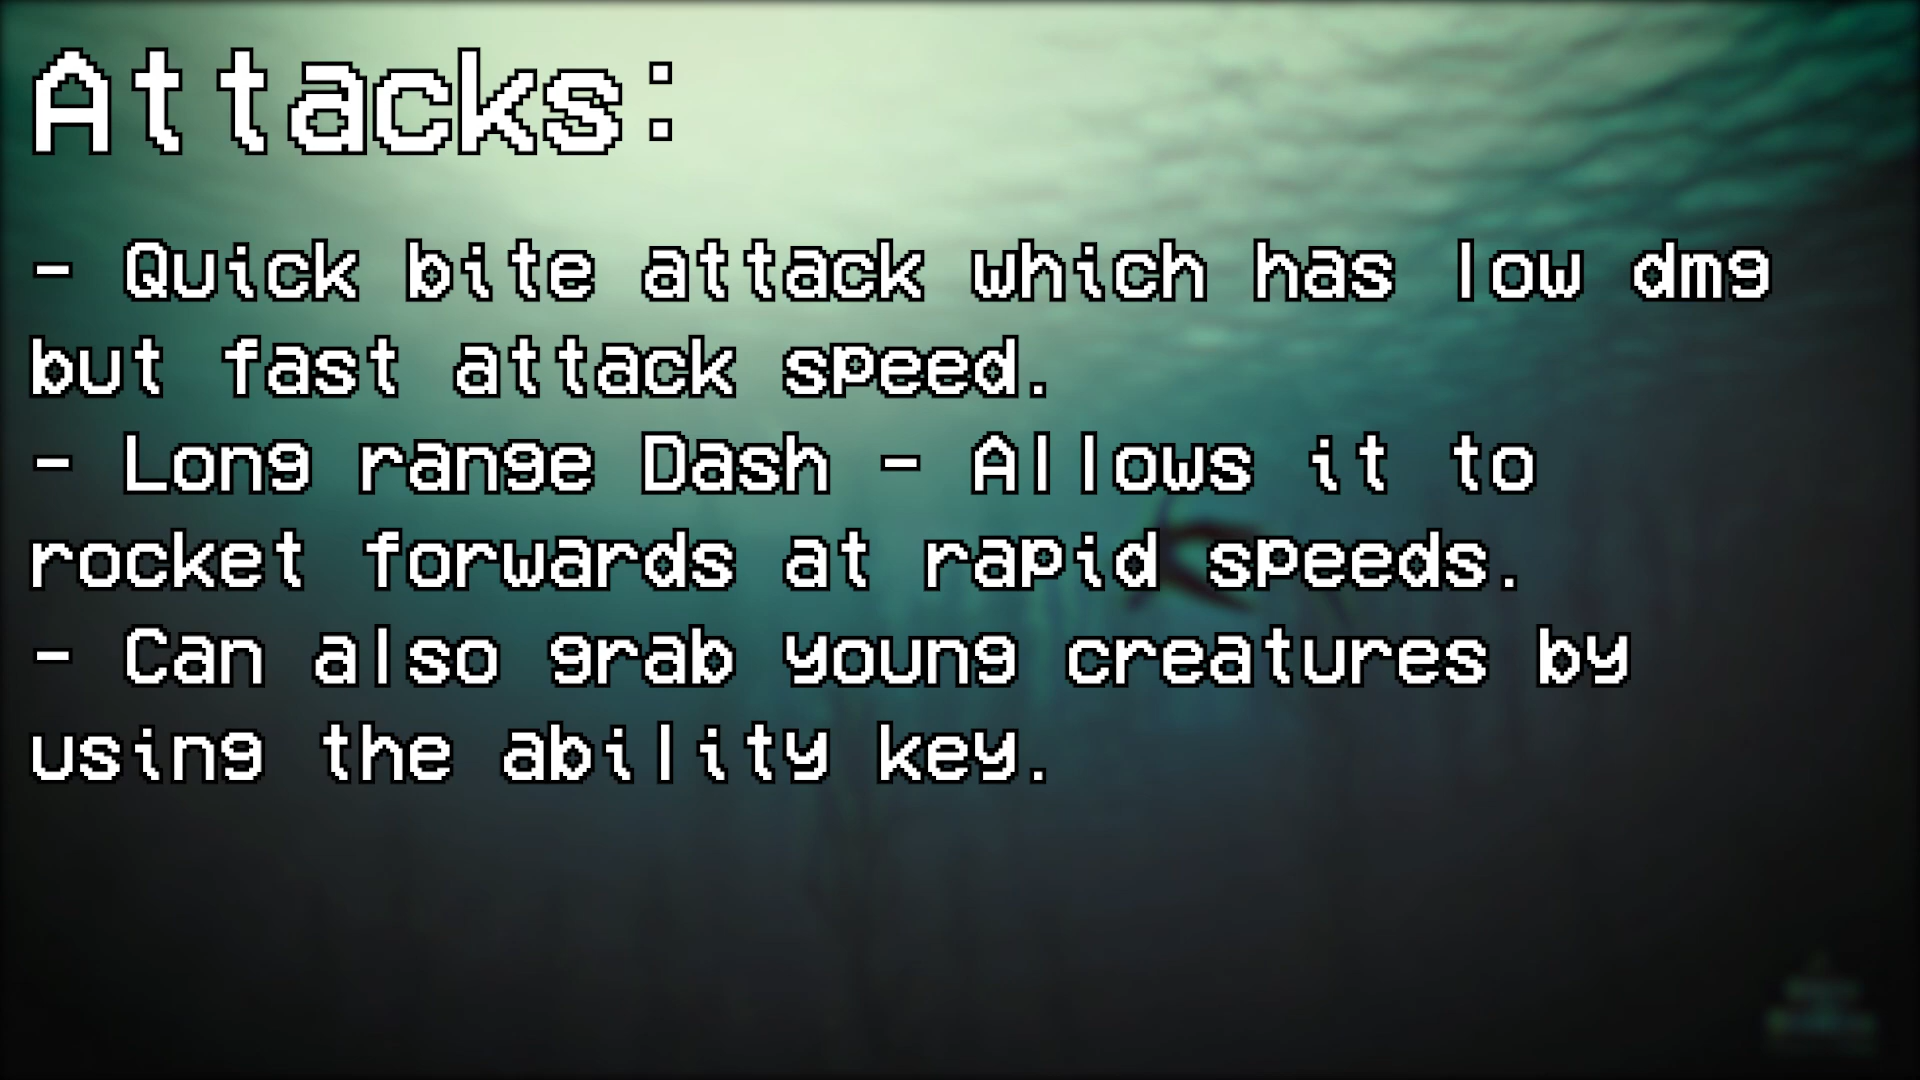 Attacks:
- Quick bite attack which has low dmg
but fast attack speed.
- Long range Dash - Allows it to
rocket forwards at rapid speeds.
- Can also grab young creatures by
using the ability key.